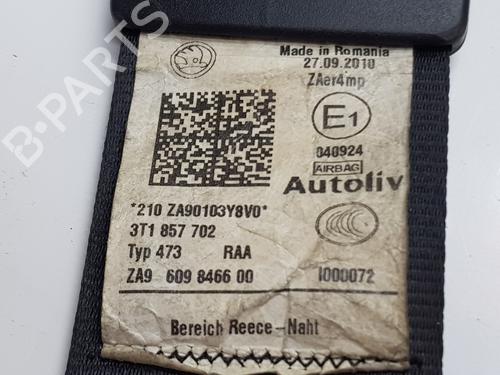 Made in Romania
27.09.2010
ZAer4mp
E1
040924
AIRBAG
Autoliv
*210 ZA90103Y8V0*
3T1 857 702
Typ 473 RAA
ZA9 609 8466 00 I000072
Bereich Reece-Naht
B-PARTS